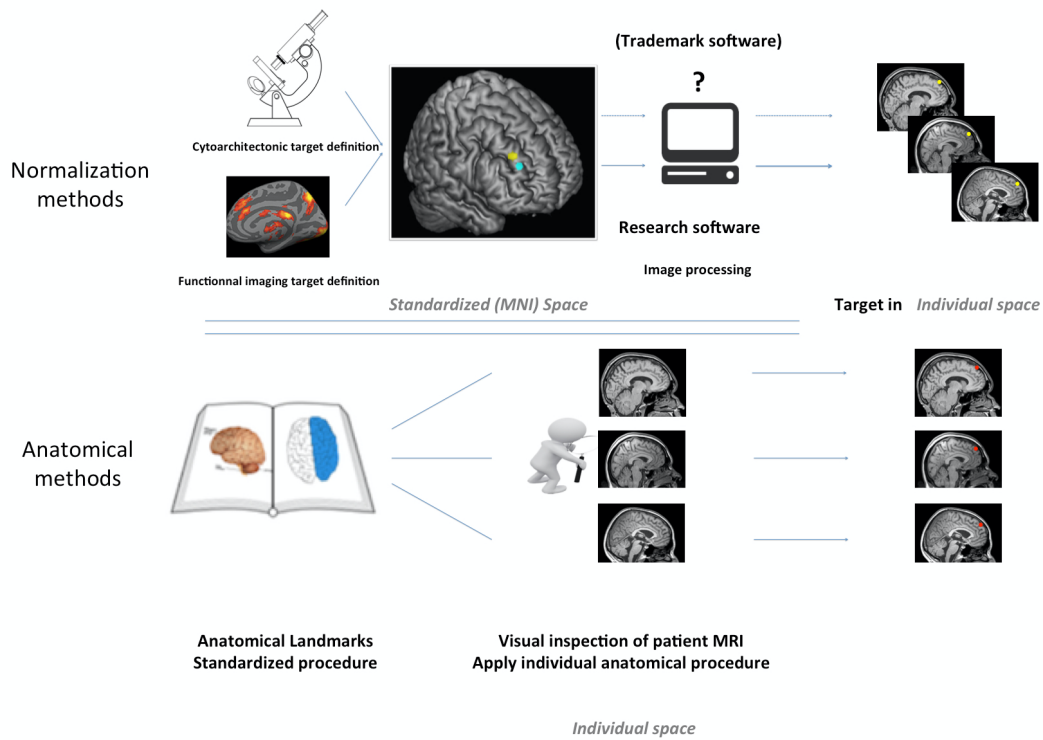 (Trademark software)
?
Cytoarchitectonic target definition
Normalization
methods
Research software
Image processing
Functionnal imaging target definition
Standardized (MNI) Space
Target in Individual space
Anatomical
methods
Anatomical Landmarks
Standardized procedure
Visual inspection of patient MRI
Apply individual anatomical procedure
Individual space